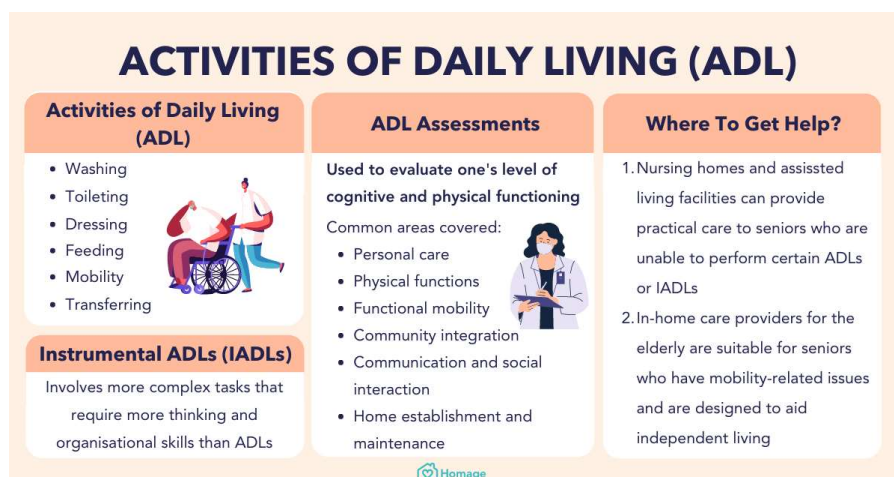 ACTIVITIES OF DAILY LIVING (ADL)
Activities of Daily Living
(ADL)
• Washing
• Toileting
• Dressing
• Feeding
• Mobility
• Transferring
Instrumental ADLs (IADLs)
Involves more complex tasks that
require more thinking and
organisational skills than ADLs
ADL Assessments
Used to evaluate one's level of
cognitive and physical functioning
Common areas covered:
• Personal care
• Physical functions
• Functional mobility
• Community integration
• Communication and social
interaction
• Home establishment and
maintenance
Where To Get Help?
1. Nursing homes and assissted
living facilities can provide
practical care to seniors who are
unable to perform certain ADLs
or IADLs
2. In-home care providers for the
elderly are suitable for seniors
who have mobility-related issues
and are designed to aid
independent living
Homage